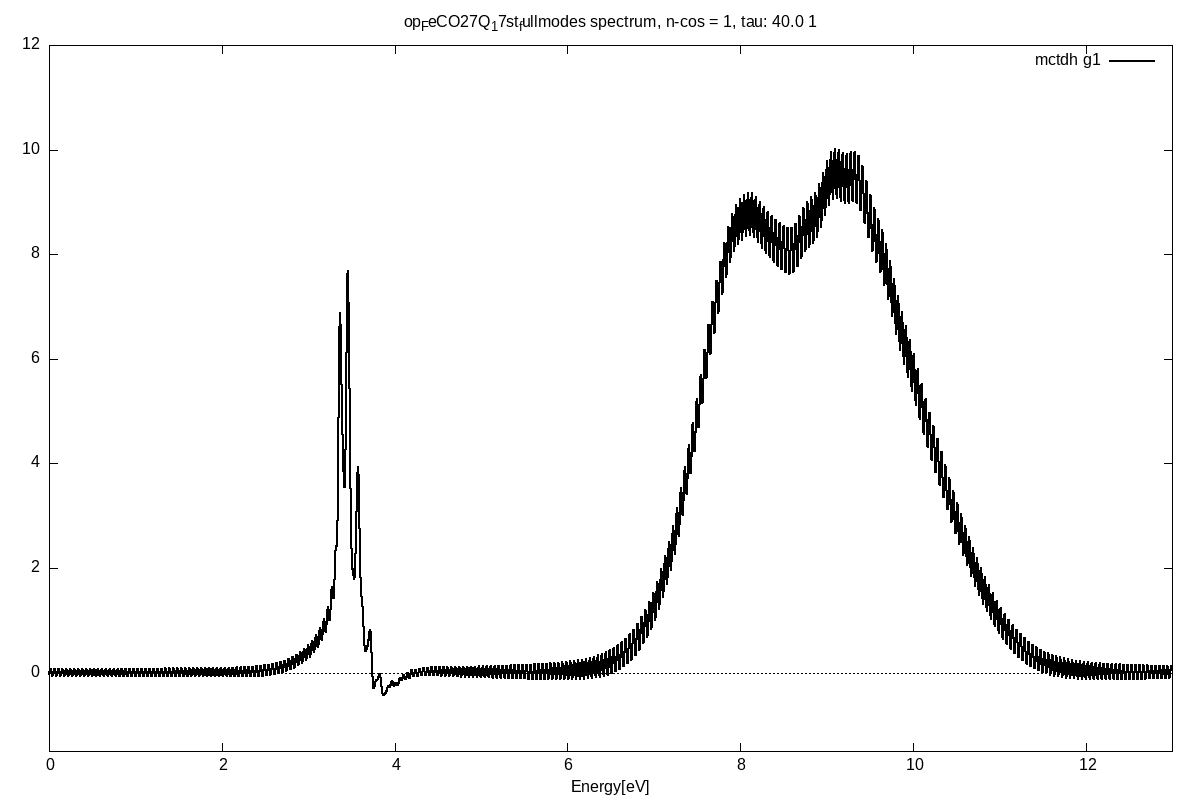 opFeCO27Q17stfullmodes spectrum, n-cos = 1, tau: 40.0 1
mctdh g1
12
10
8
6
4
2
0
0 2 4 6 8 10 12
Energy[eV]